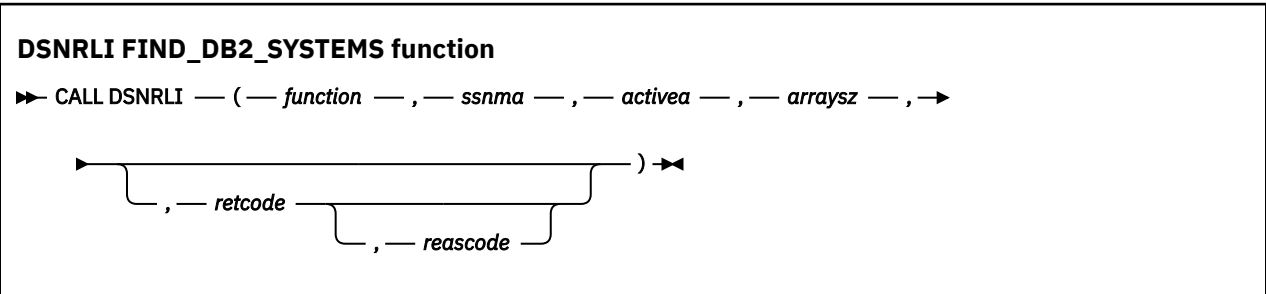 DSNRLI FIND_DB2_SYSTEMS function
CALL DSNRLI ( function , ssnma , activea , arraysz ,
)
, retcode
, reascode